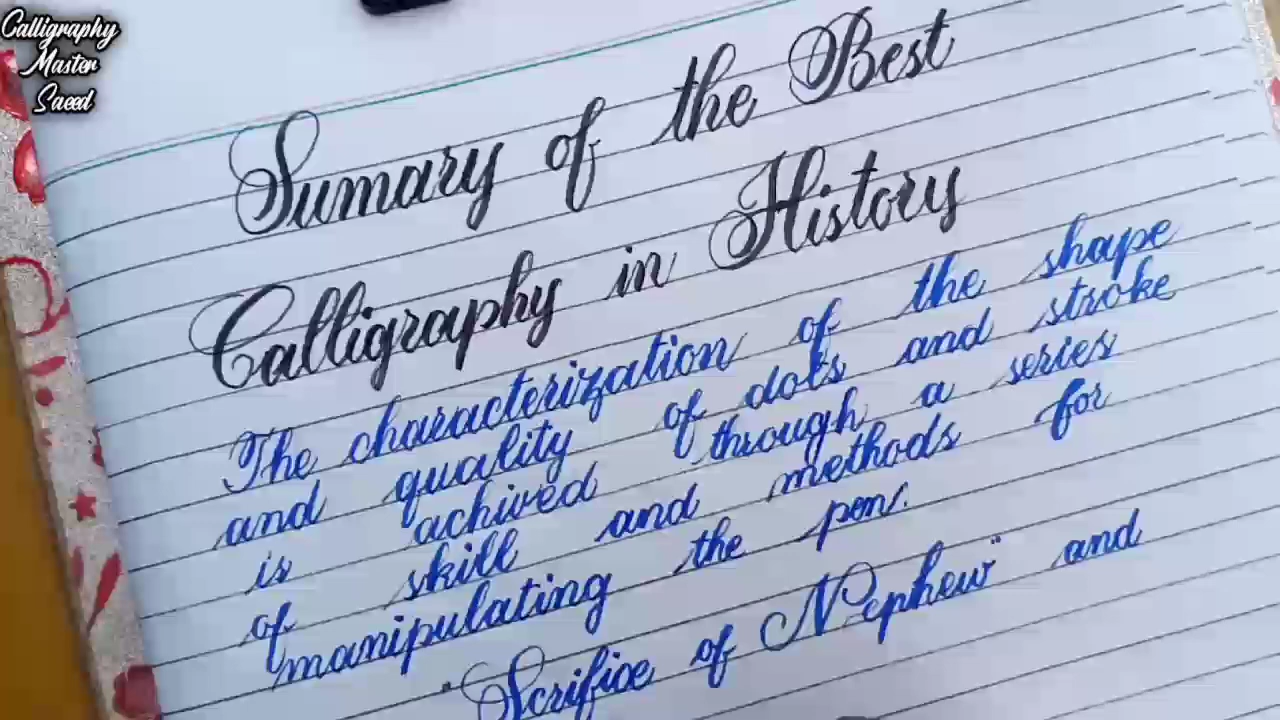 Calligraphy
Master
Saeed
Sumary of the Best
Calligraphy in History
The characterization of the shape
and quality of dots and stroke
is achived through a series
of skill and methods for
manipulating the pen.
"Scrifice of Nephew" and